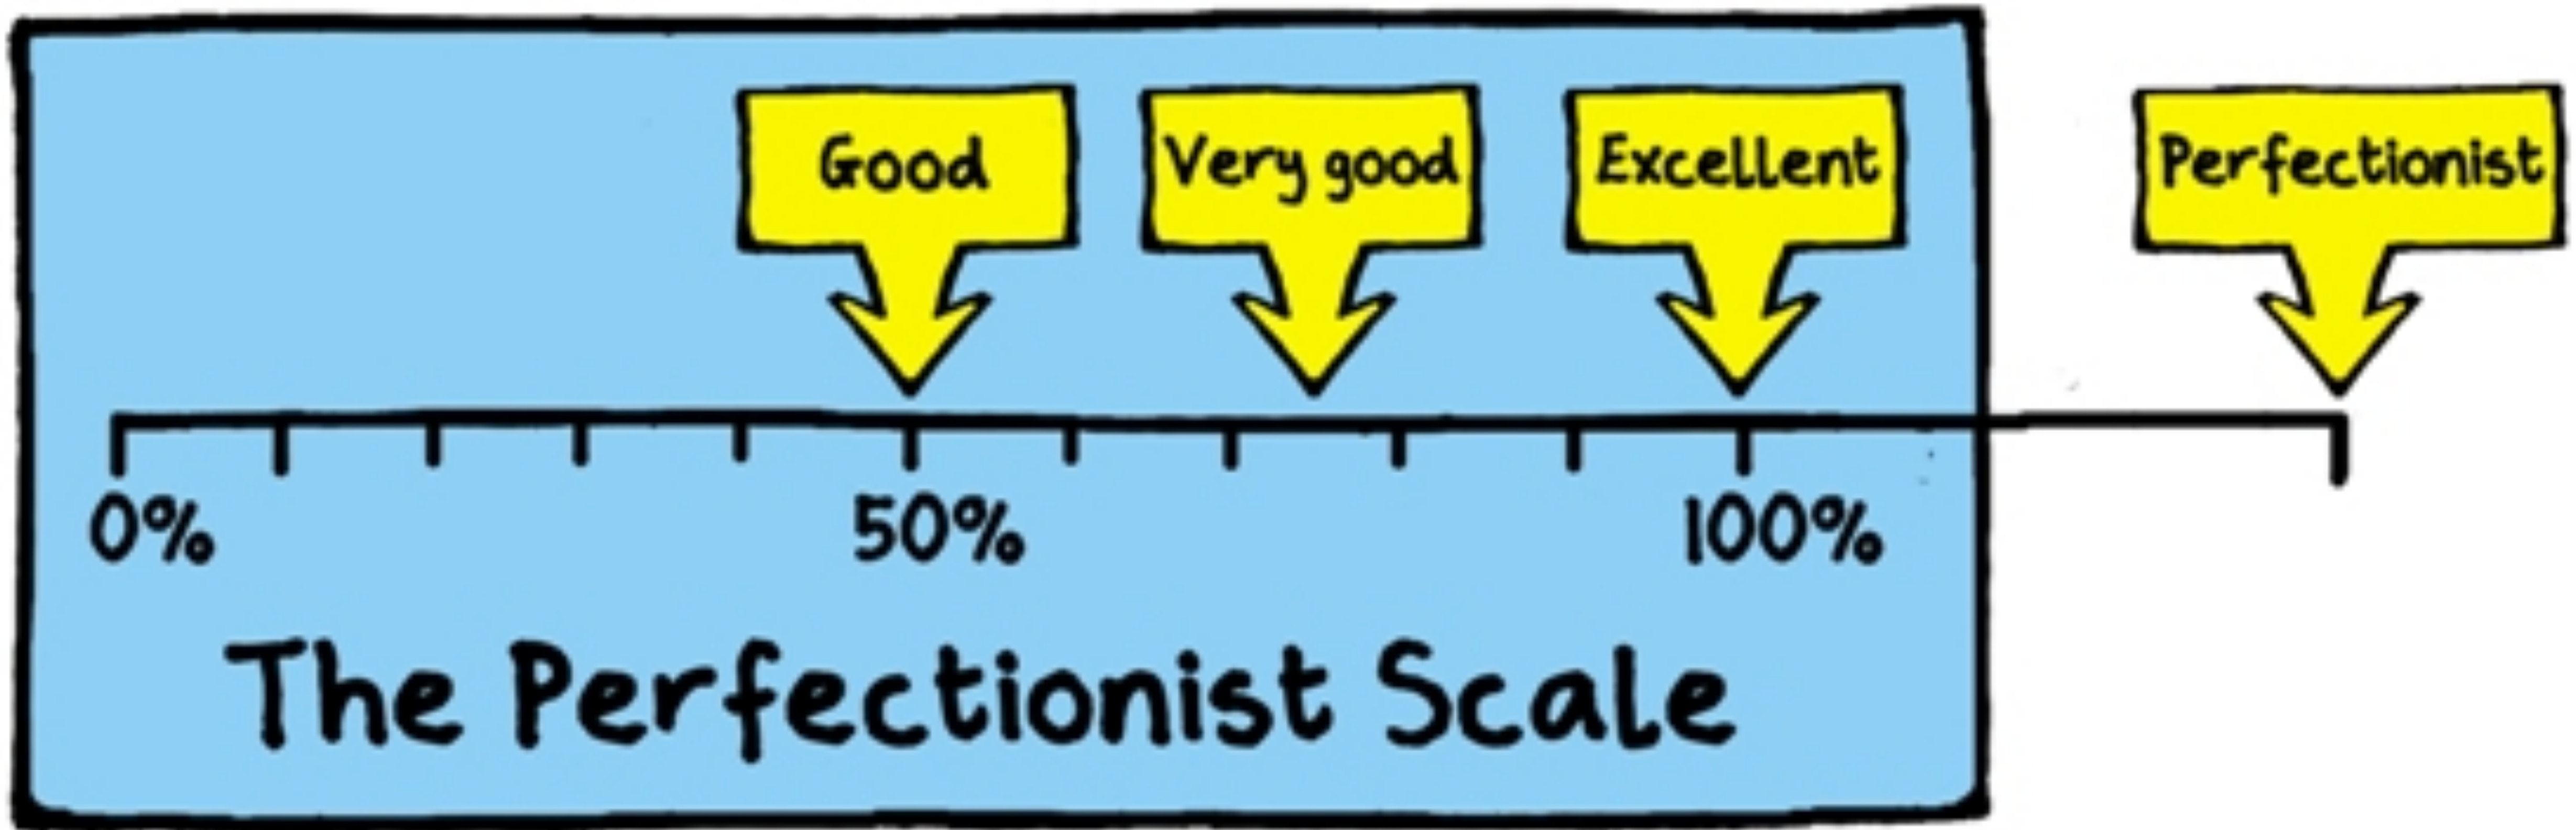 Good
Very good
Excellent
Perfectionist
0%
50%
100%
The Perfectionist Scale